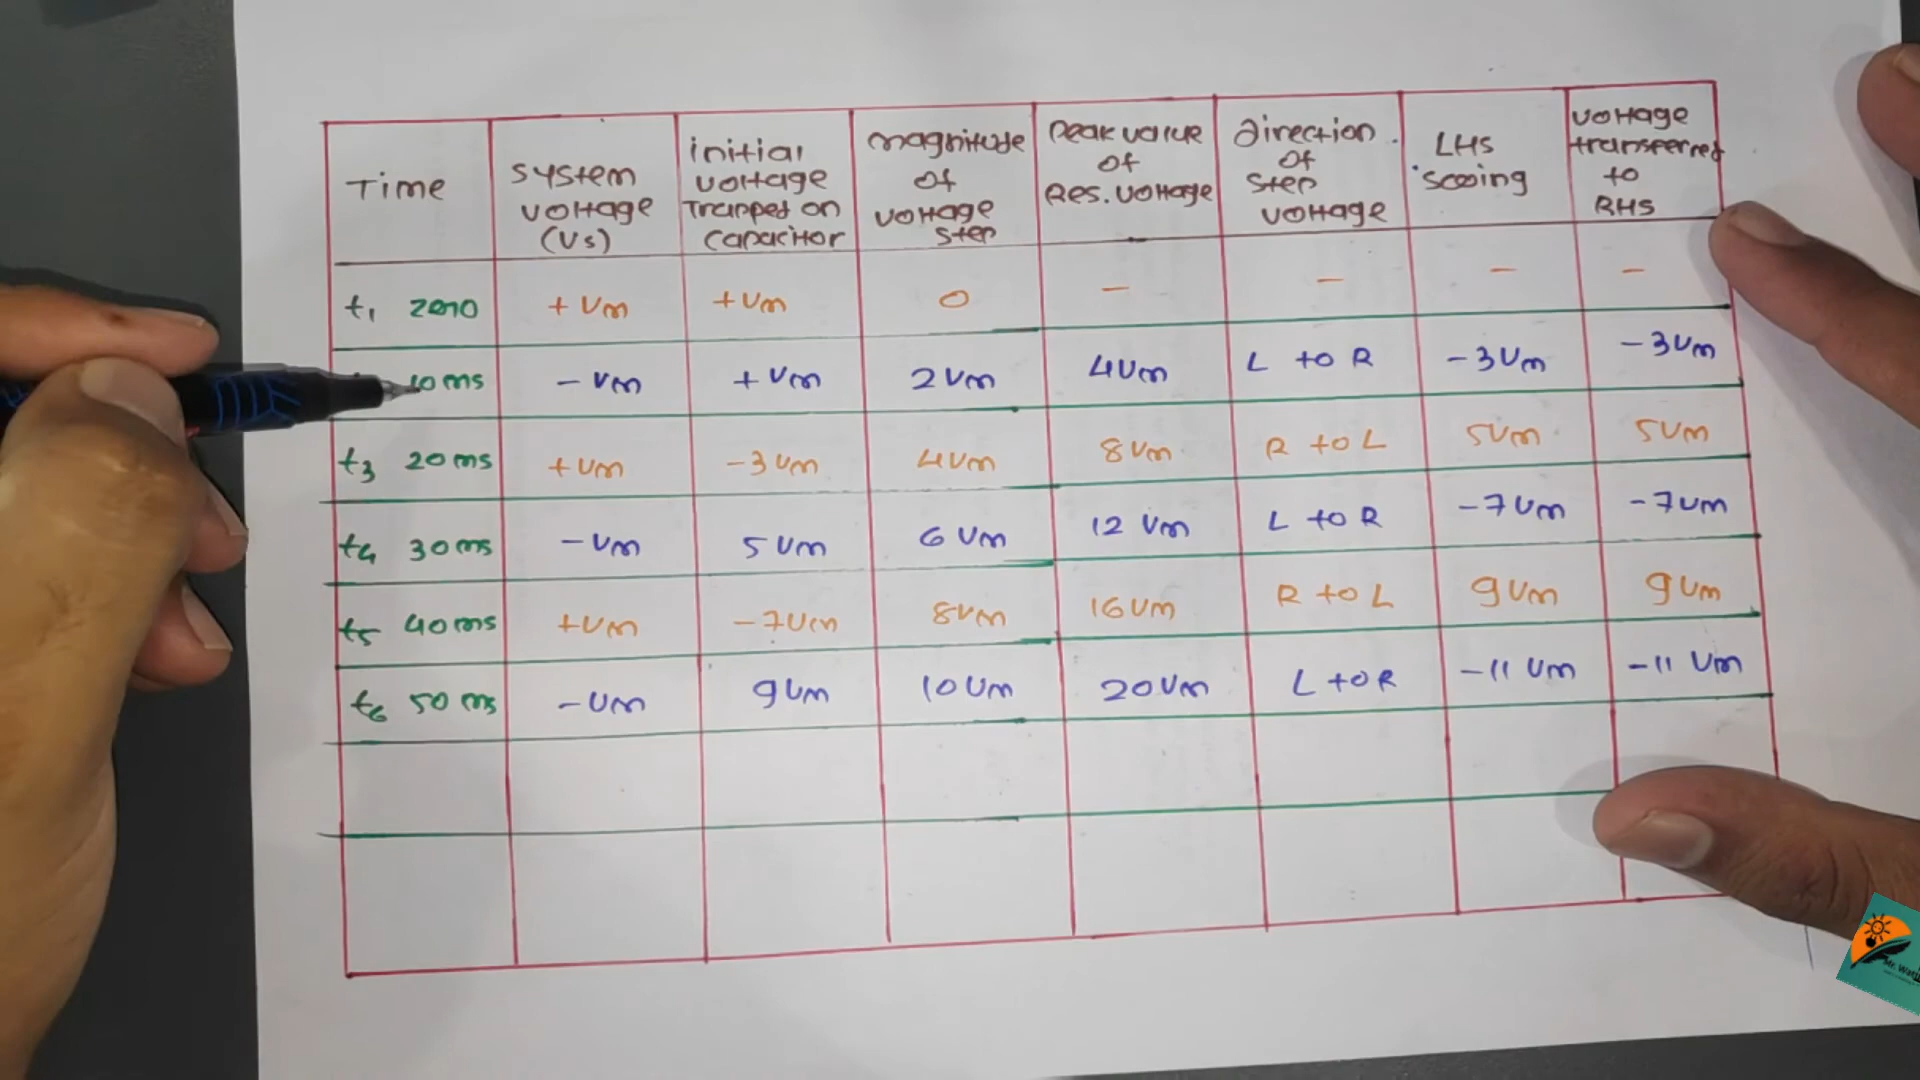 Time
System
voltage
(Vs)
initial
voltage
Trapped on
capacitor
magnitude
of
voltage
step
Peak value
of
Res. voltage
direction
of
step
voltage
LHS
voltage
transferred
to
RHS
t1 zero +Vm +Vm 0 - - - -
10 ms -Vm +Vm 2Vm 4Vm L to R -3Vm -3Vm
t3 20 ms +Vm -3Vm 4Vm 8Vm R to L 5Vm 5Vm
t4 30 ms -Vm 5Vm 6Vm 12 Vm L to R -7Vm -7Vm
t5 40 ms +Vm -7Vm 8Vm 16Vm R to L 9Vm 9Vm
t6 50 ms -Vm 9Vm 10Vm 20Vm L to R -11 Vm -11 Vm